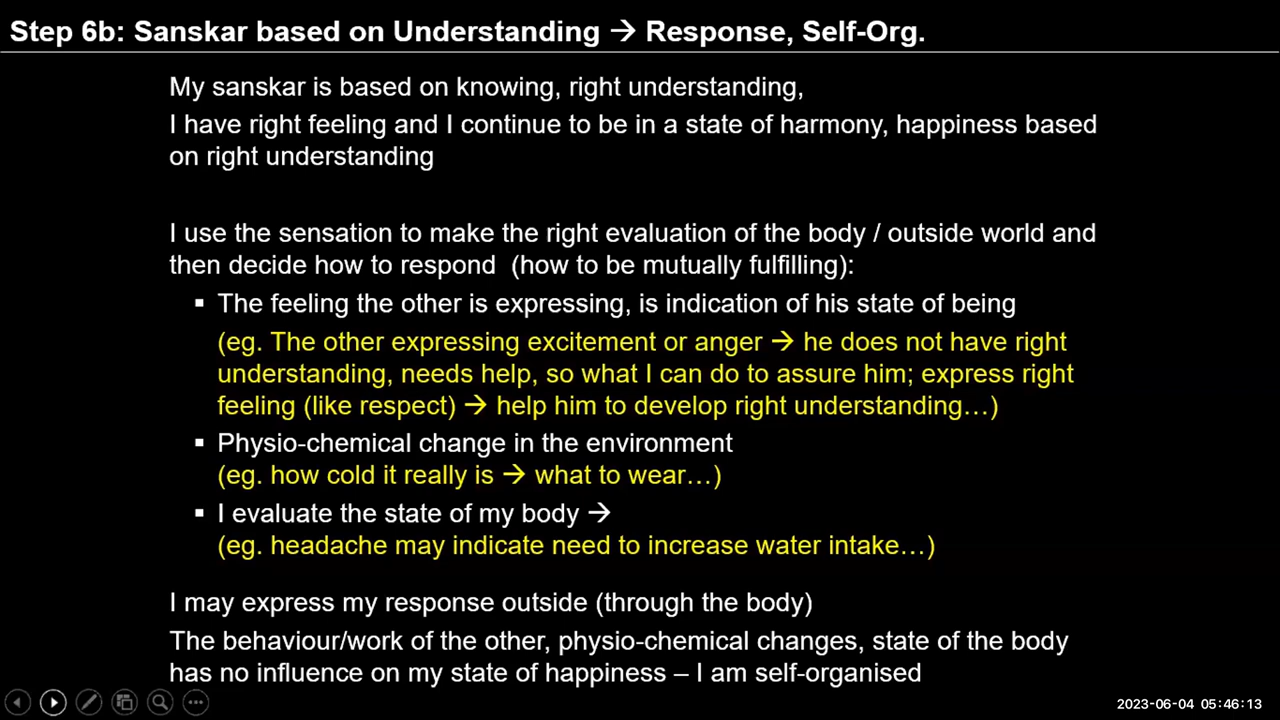 Step 6b: Sanskar based on Understanding → Response, Self-Org.
My sanskar is based on knowing, right understanding,
I have right feeling and I continue to be in a state of harmony, happiness based
on right understanding
I use the sensation to make the right evaluation of the body / outside world and
then decide how to respond (how to be mutually fulfilling):
▪ The feeling the other is expressing, is indication of his state of being
(eg. The other expressing excitement or anger → he does not have right
understanding, needs help, so what I can do to assure him; express right
feeling (like respect) → help him to develop right understanding…)
▪ Physio-chemical change in the environment
(eg. how cold it really is → what to wear…)
▪ I evaluate the state of my body →
(eg. headache may indicate need to increase water intake…)
I may express my response outside (through the body)
The behaviour/work of the other, physio-chemical changes, state of the body
has no influence on my state of happiness – I am self-organised
2023-06-04 05:46:13